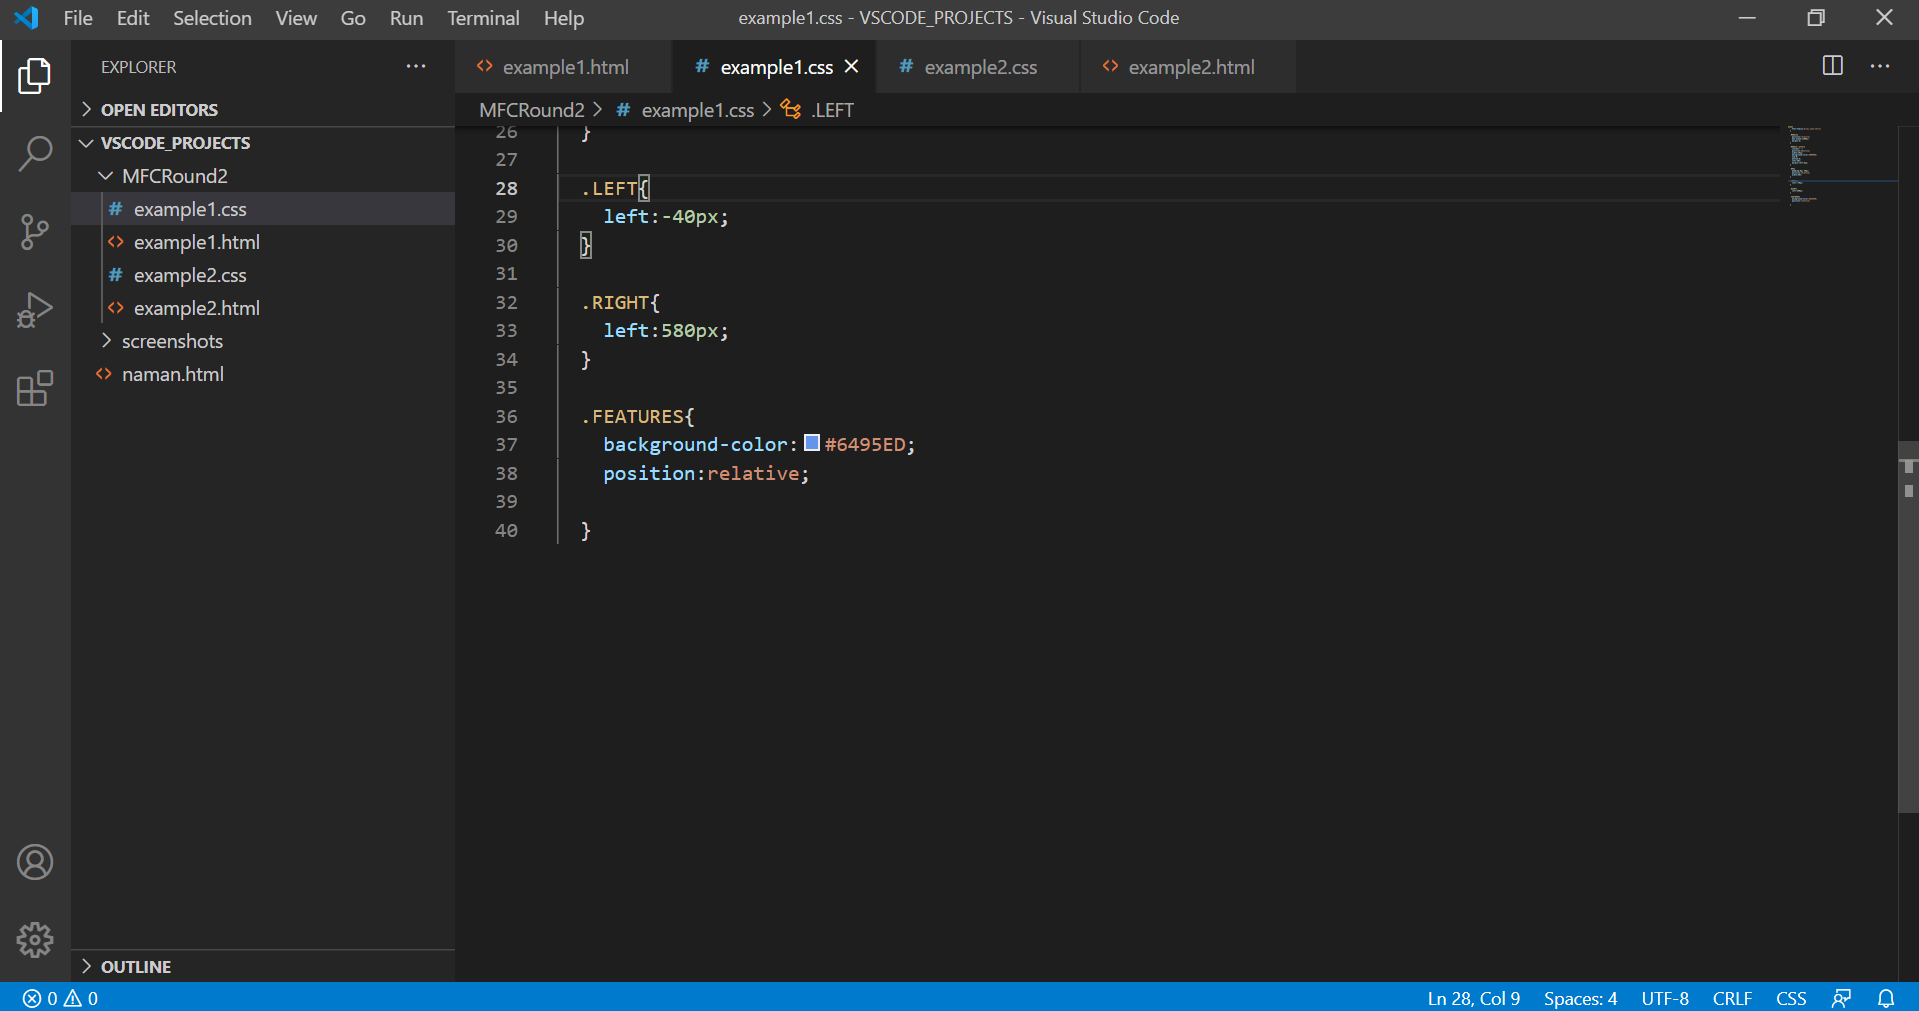 File Edit Selection View Go Run Terminal Help example1.css - VSCODE_PROJECTS - Visual Studio Code
EXPLORER
OPEN EDITORS
VSCODE_PROJECTS
MFCRound2
# example1.css
<> example1.html
# example2.css
<> example2.html
screenshots
<> naman.html
OUTLINE
<> example1.html # example1.css # example2.css <> example2.html
MFCRound2 > # example1.css > .LEFT
26 }
27
28 .LEFT{
29 left:-40px;
30 }
31
32 .RIGHT{
33 left:580px;
34 }
35
36 .FEATURES{
37 background-color:#6495ED;
38 position:relative;
39
40 }
0 0 Ln 28, Col 9 Spaces: 4 UTF-8 CRLF CSS